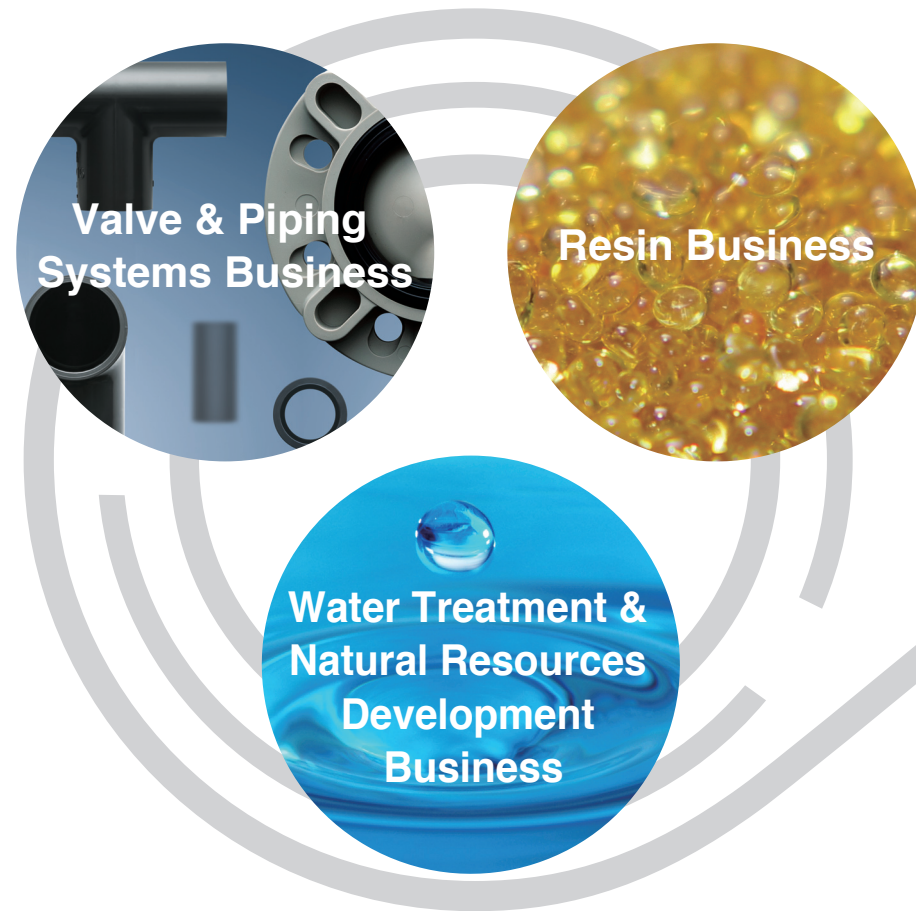 Valve & Piping
Systems Business
Resin Business
Water Treatment &
Natural Resources
Development
Business